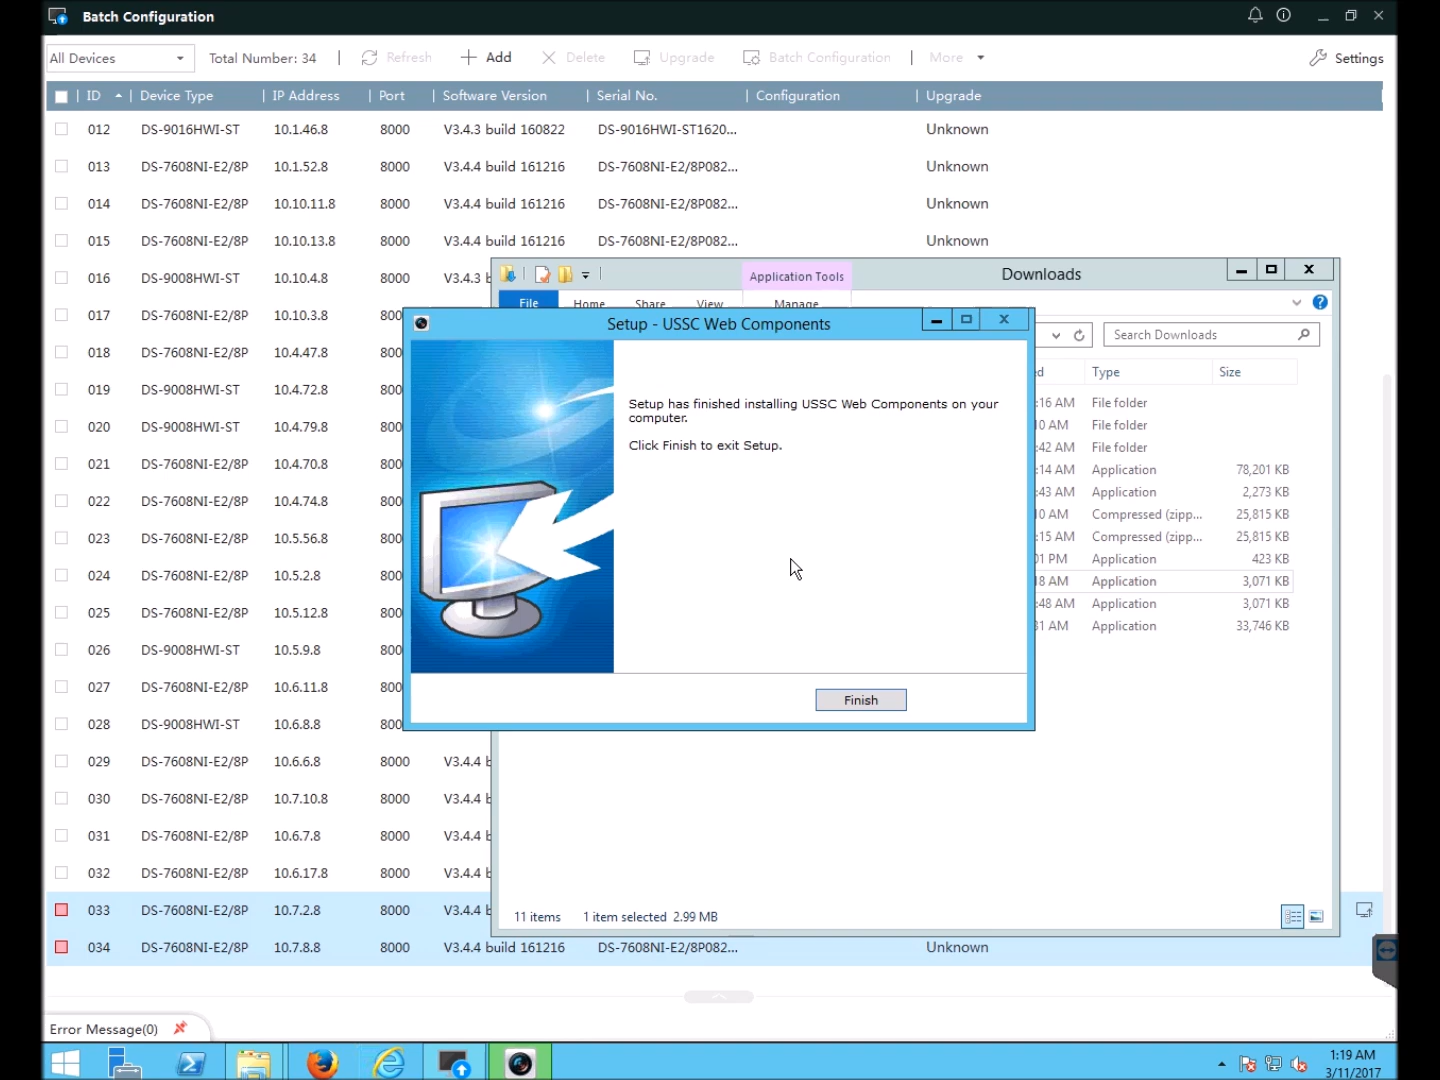 Batch Configuration
All Devices Total Number: 34 | Refresh Add Delete Upgrade Batch Configuration | More Settings
ID | Device Type | IP Address | Port | Software Version | Serial No. | Configuration | Upgrade
012 DS-9016HWI-ST 10.1.46.8 8000 V3.4.3 build 160822 DS-9016HWI-ST1620... Unknown
013 DS-7608NI-E2/8P 10.1.52.8 8000 V3.4.4 build 161216 DS-7608NI-E2/8P082... Unknown
014 DS-7608NI-E2/8P 10.10.11.8 8000 V3.4.4 build 161216 DS-7608NI-E2/8P082... Unknown
015 DS-7608NI-E2/8P 10.10.13.8 8000 V3.4.4 build 161216 DS-7608NI-E2/8P082... Unknown
016 DS-9008HWI-ST 10.10.4.8 8000 V3.4.3
017 DS-7608NI-E2/8P 10.10.3.8 800
018 DS-7608NI-E2/8P 10.4.47.8 800
019 DS-9008HWI-ST 10.4.72.8 800
020 DS-9008HWI-ST 10.4.79.8 800
021 DS-7608NI-E2/8P 10.4.70.8 800
022 DS-7608NI-E2/8P 10.4.74.8 800
023 DS-7608NI-E2/8P 10.5.56.8 800
024 DS-7608NI-E2/8P 10.5.2.8 800
025 DS-7608NI-E2/8P 10.5.12.8 800
026 DS-9008HWI-ST 10.5.9.8 800
027 DS-7608NI-E2/8P 10.6.11.8 800
028 DS-9008HWI-ST 10.6.8.8 800
029 DS-7608NI-E2/8P 10.6.6.8 8000 V3.4.4 b
030 DS-7608NI-E2/8P 10.7.10.8 8000 V3.4.4 b
031 DS-7608NI-E2/8P 10.6.7.8 8000 V3.4.4 b
032 DS-7608NI-E2/8P 10.6.17.8 8000 V3.4.4 b
033 DS-7608NI-E2/8P 10.7.2.8 8000 V3.4.4 b
034 DS-7608NI-E2/8P 10.7.8.8 8000 V3.4.4 build 161216 DS-7608NI-E2/8P082... Unknown
Application Tools Downloads
File Home Share View Manage
Search Downloads
ed Type Size
:16 AM File folder
10 AM File folder
:42 AM File folder
:14 AM Application 78,201 KB
:43 AM Application 2,273 KB
10 AM Compressed (zipp... 25,815 KB
:15 AM Compressed (zipp... 25,815 KB
01 PM Application 423 KB
18 AM Application 3,071 KB
:48 AM Application 3,071 KB
31 AM Application 33,746 KB
11 items 1 item selected 2.99 MB
Setup - USSC Web Components
Setup has finished installing USSC Web Components on your
computer.
Click Finish to exit Setup.
Finish
Error Message(0)
1:19 AM
3/11/2017